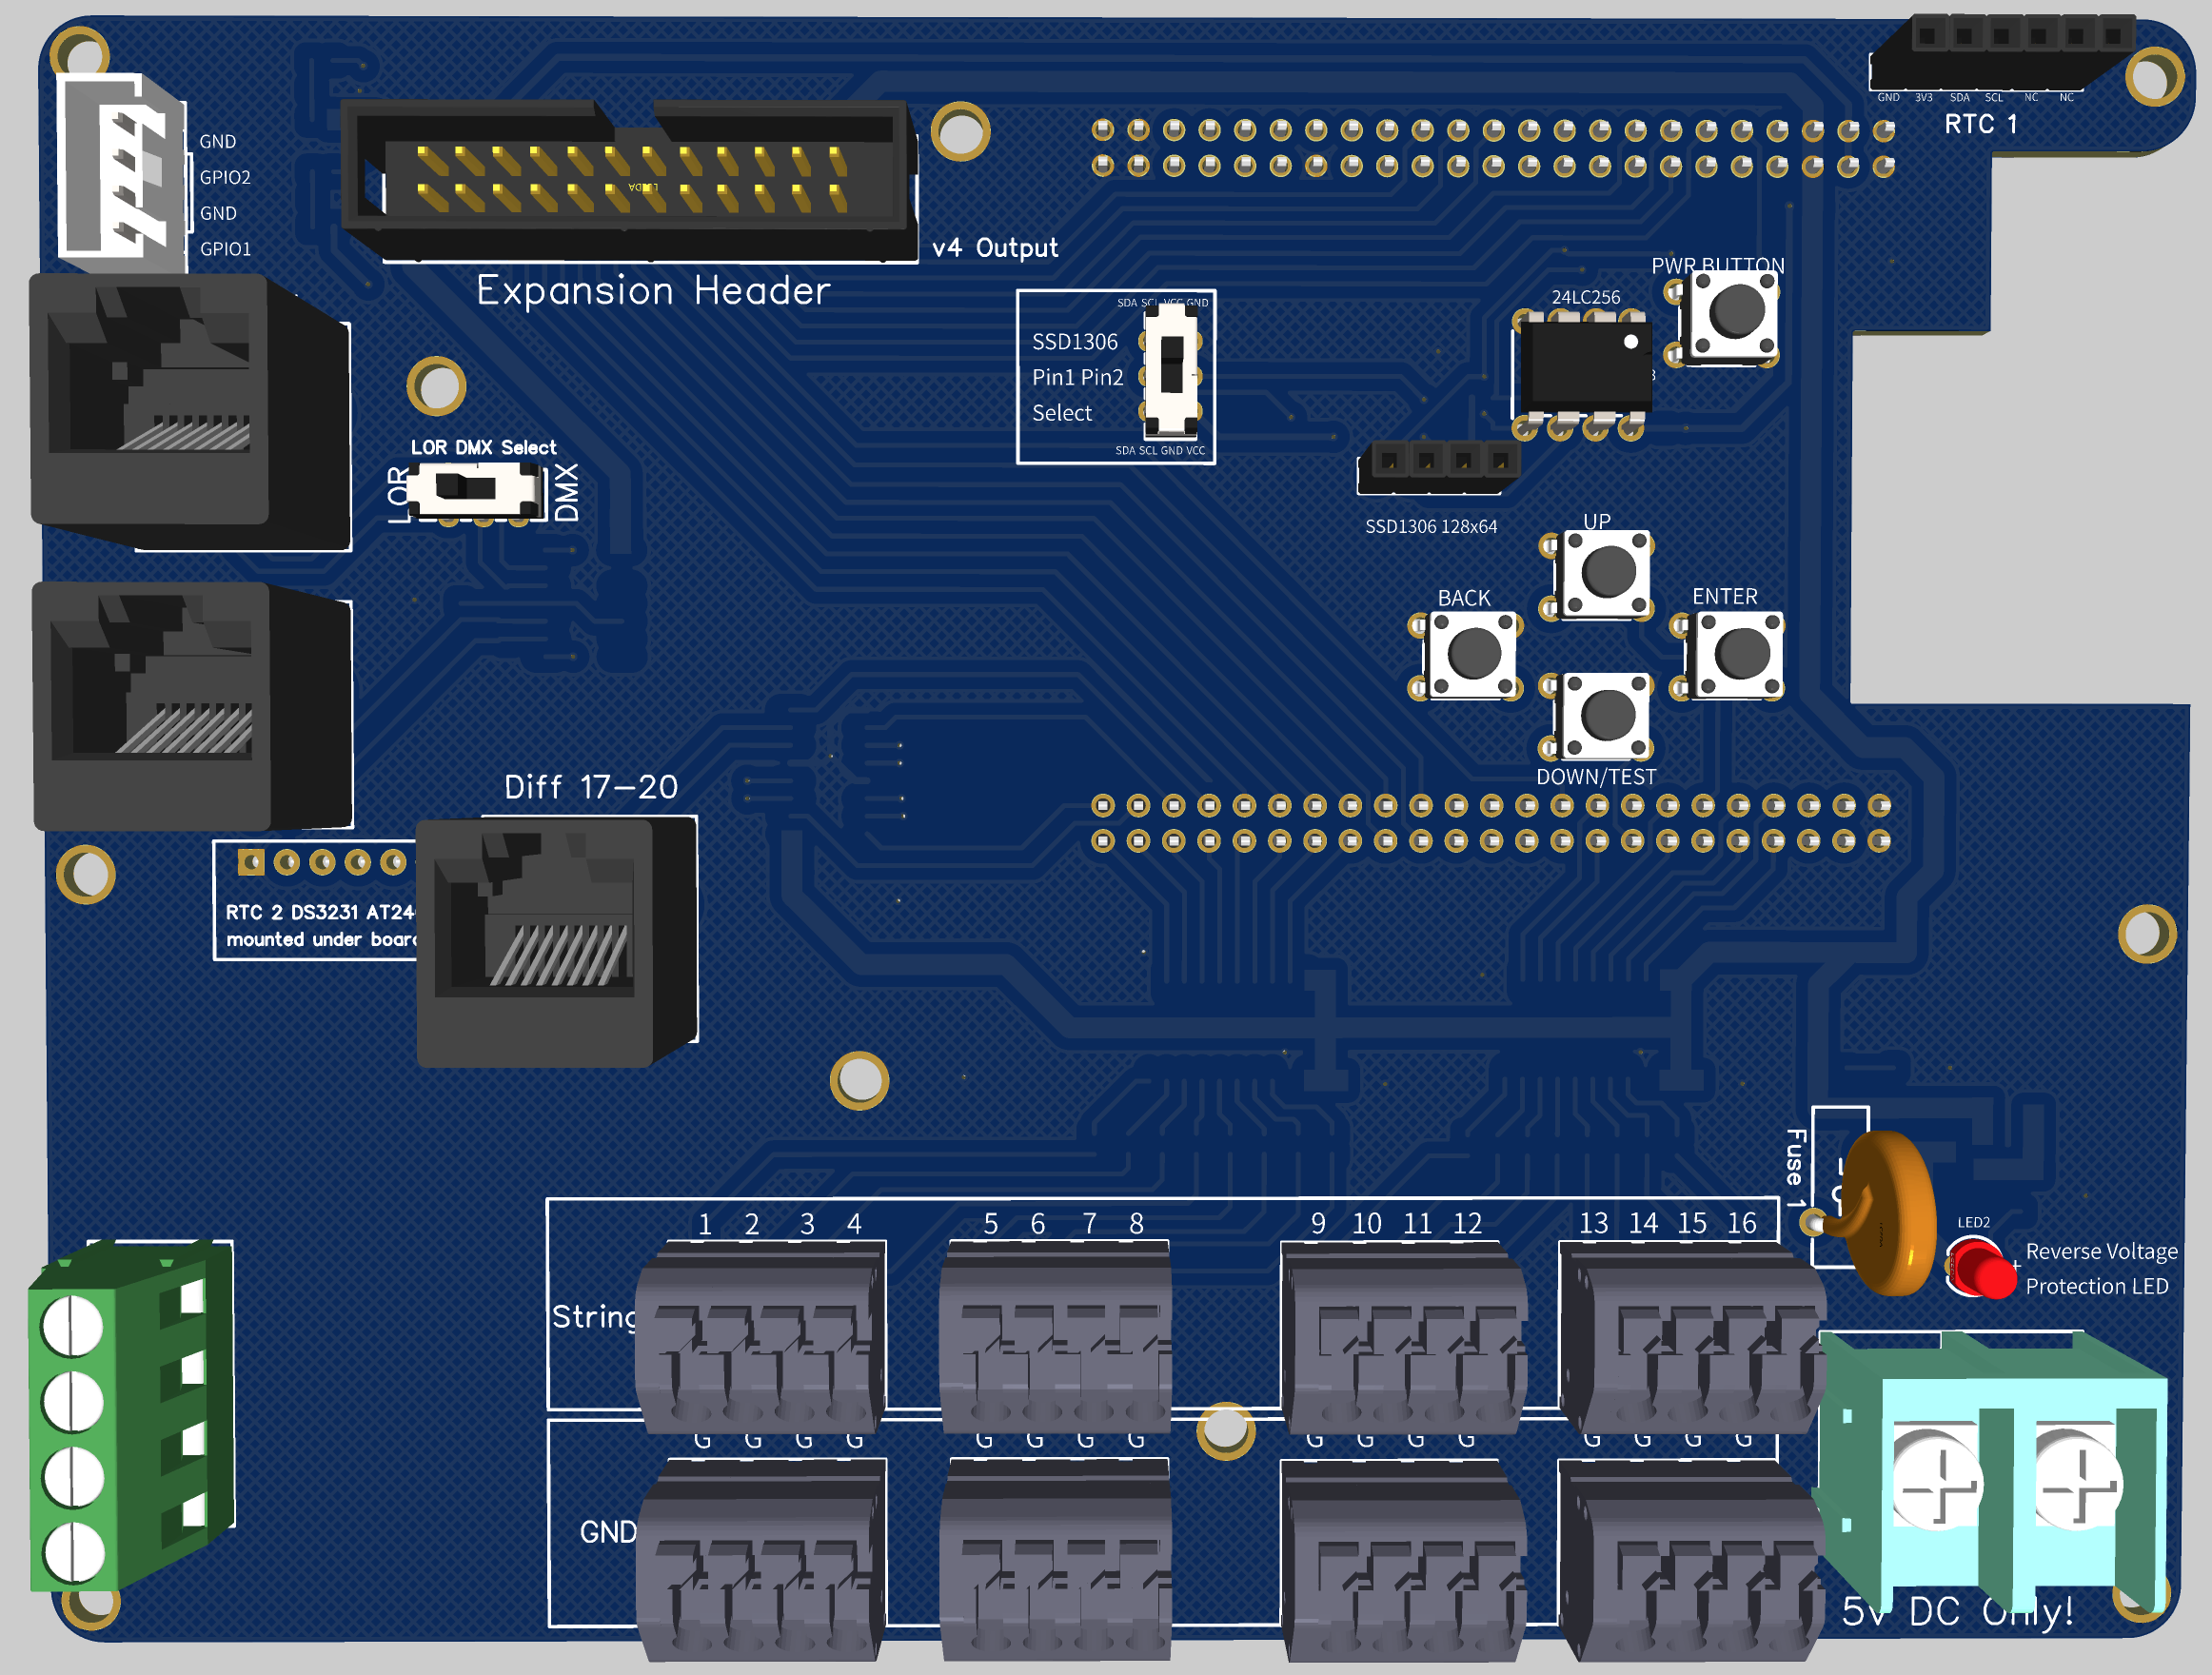 GND 3V3 SDA SCL NC NC
RTC 1
GND
GPIO2
GND
GPIO1
v4 Output
Expansion Header
PWR BUTTON
24LC256
SDA SCL VCC GND
SSD1306
Pin1 Pin2
Select
SDA SCL GND VCC
LOR DMX Select
LOR
DMX
SSD1306 128x64
UP
BACK
ENTER
DOWN/TEST
Diff 17-20
RTC 2 DS3231 AT24
mounted under board
Fuse 1
LED2
Reverse Voltage
Protection LED
+
1 2 3 4 5 6 7 8 9 10 11 12 13 14 15 16
String
G G G G G G G G G G G G G G G G
GND
5v DC Only!